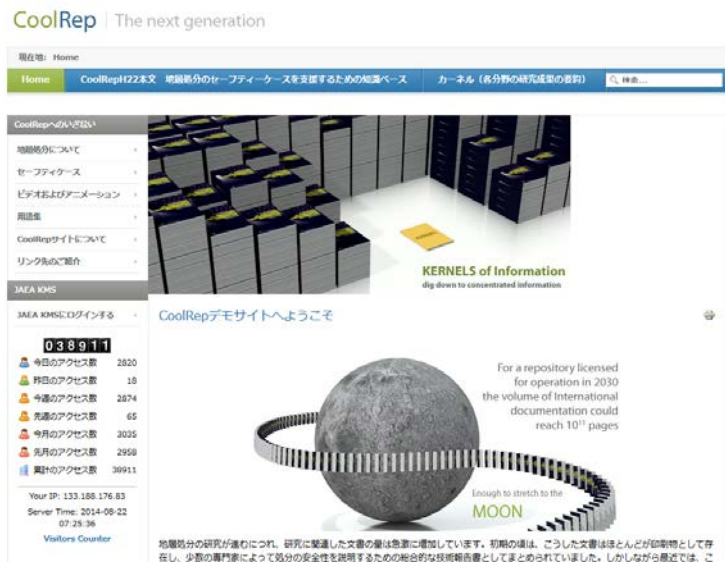 CoolRep | The next generation
現在地: Home
Home
CoolRepH22本文 地層処分のセーフティーケースを支援するための知識ベース
カーネル (各分野の研究成果の要約)
検索...
CoolRepへのいざない
地層処分について
セーフティケース
ビデオおよびアニメーション
用語集
CoolRepサイトについて
リンク先のご紹介
JAEA KMS
JAEA KMSにログインする
038911
今日のアクセス数 2820
昨日のアクセス数 18
今週のアクセス数 2874
先週のアクセス数 65
今月のアクセス数 3035
先月のアクセス数 2958
累計のアクセス数 38911
Your IP: 133.188.176.83
Server Time: 2014-08-22
07:25:36
Visitors Counter
KERNELS of Information
dig down to concentrated information
CoolRepデモサイトへようこそ
For a repository licensed
for operation in 2030
the volume of International
documentation could
reach 10¹¹ pages
Enough to stretch to the
MOON
地層処分の研究が進むにつれ、研究に関連した文書の量は急激に増加しています。初期の頃は、こうした文書はほとんどが印刷物として存
在し、少数の専門家によって処分の安全性を説明するための総合的な技術報告書としてまとめられていました。しかしながら最近では、こ